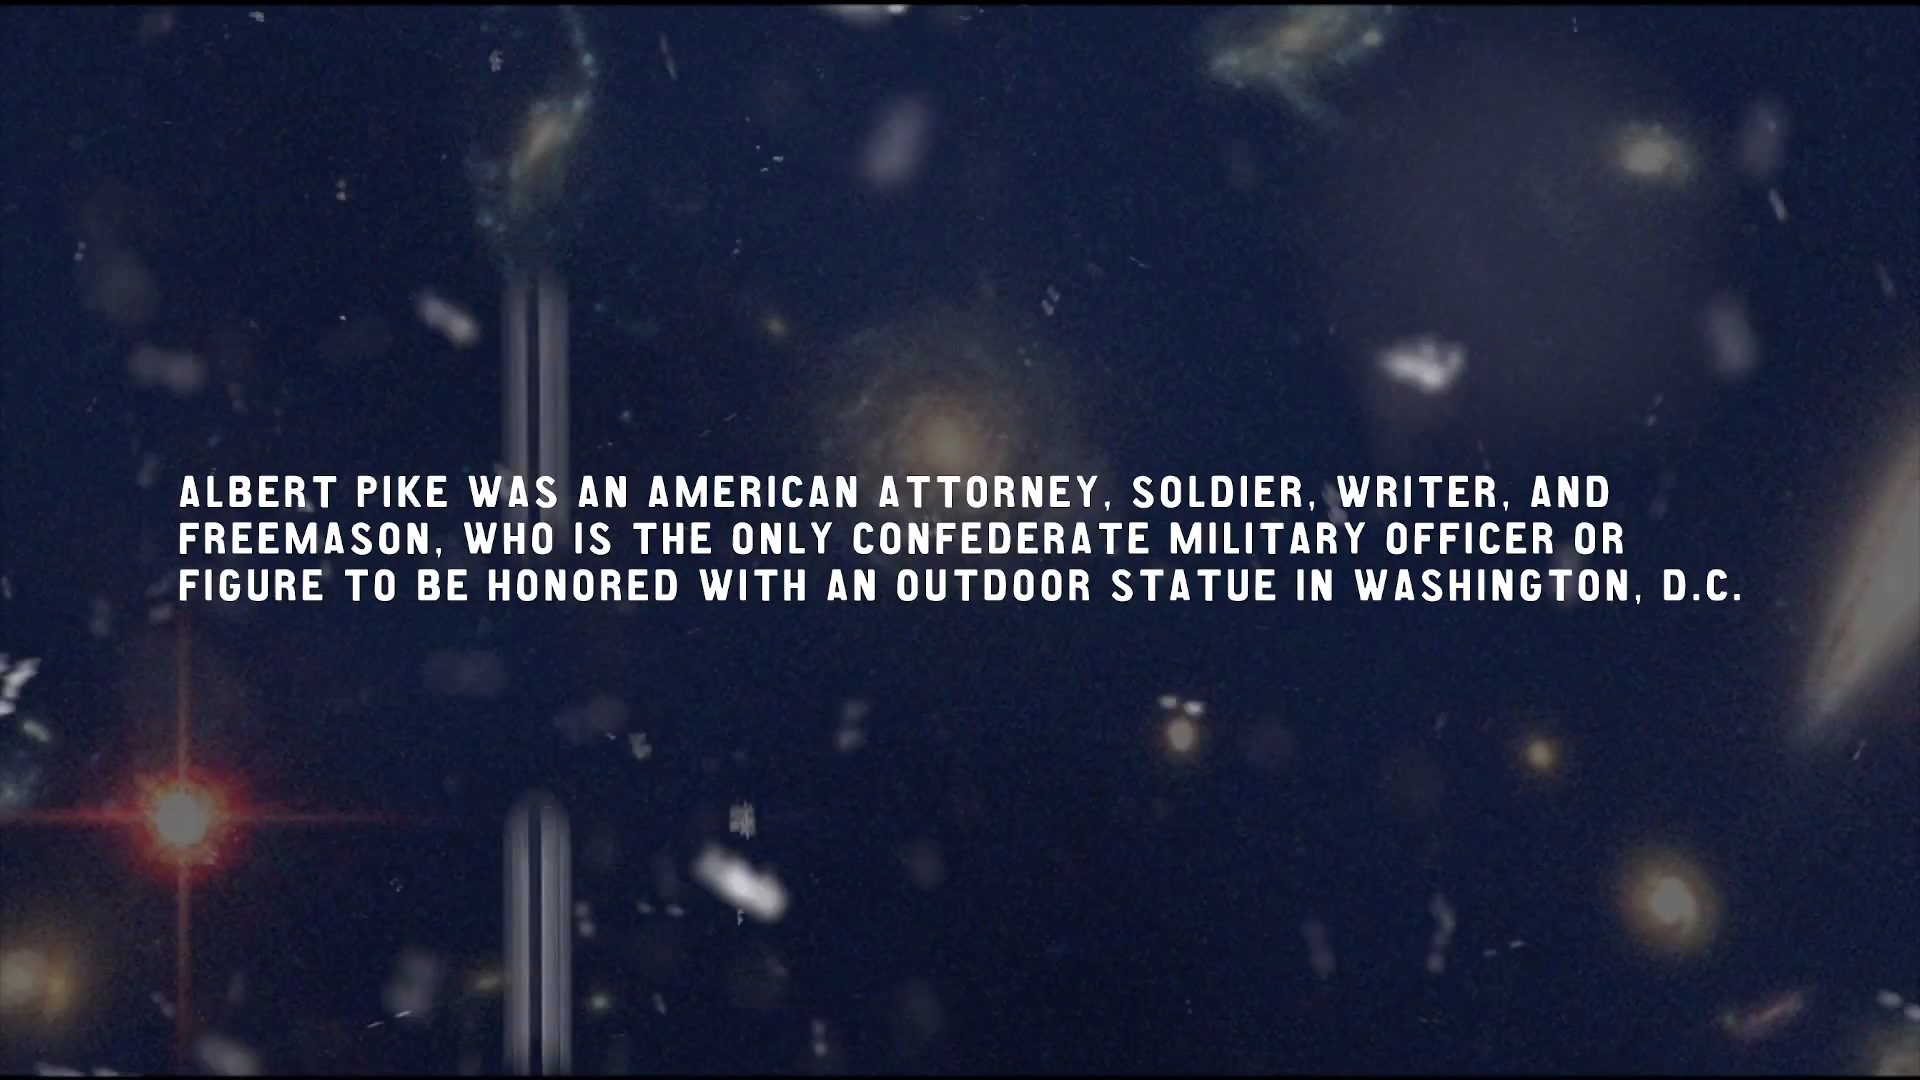 ALBERT PIKE WAS AN AMERICAN ATTORNEY, SOLDIER, WRITER, AND
FREEMASON, WHO IS THE ONLY CONFEDERATE MILITARY OFFICER OR
FIGURE TO BE HONORED WITH AN OUTDOOR STATUE IN WASHINGTON, D.C.